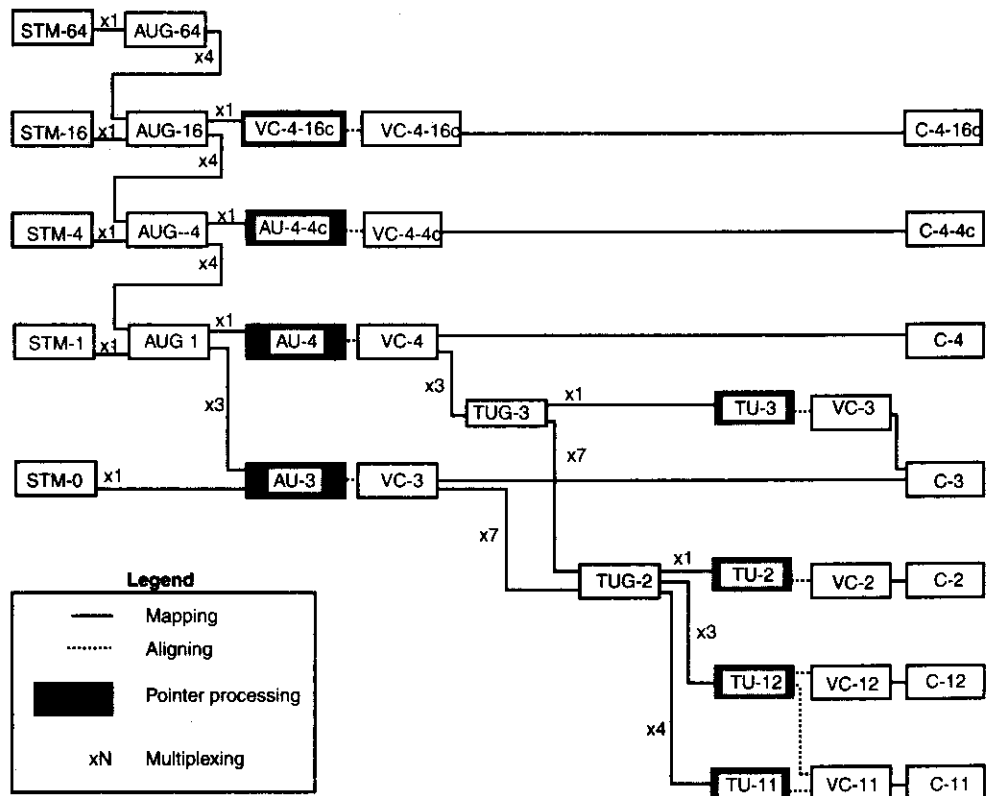 STM-64 x1 AUG-64
x4
STM-16 x1 AUG-16 x1 VC-4-16c VC-4-16c C-4-16c
x4
STM-4 x1 AUG--4 x1 AU-4-4c VC-4-4c C-4-4c
x4
STM-1 x1 AUG 1 x1 AU-4 VC-4 C-4
x3 x3 TUG-3 x1 TU-3 VC-3
x7
STM-0 x1 AU-3 VC-3 C-3
x7
TUG-2 x1 TU-2 VC-2 C-2
x3
TU-12 VC-12 C-12
x4
TU-11 VC-11 C-11
Legend
Mapping
Aligning
Pointer processing
xN Multiplexing